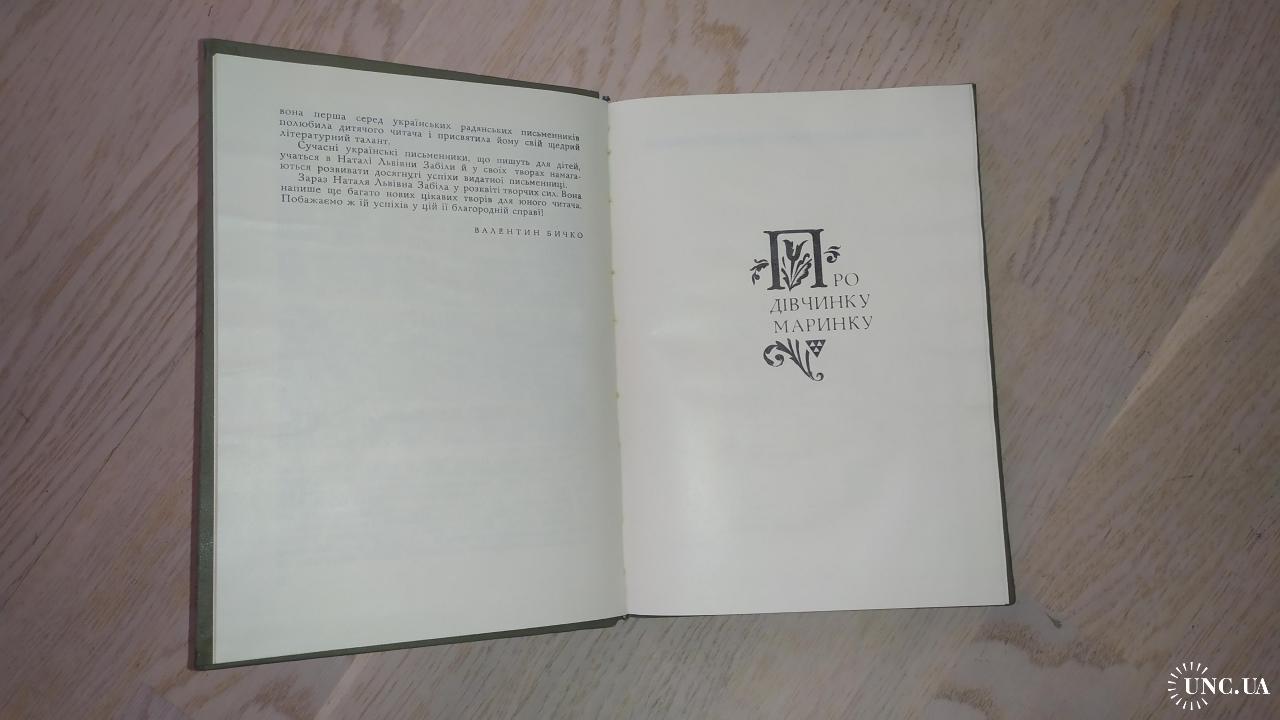 вона перша серед українських радянських письменників
полюбила дитячого читача і присвятила йому свій щедрий
літературний талант.
Сучасні українські письменники, що пишуть для дітей,
учаться в Наталі Львівни Забіли й у своїх творах намага-
ються розвивати досягнуті успіхи видатної письменниці.
Зараз Наталя Львівна Забіла у розквіті творчих сил. Вона
напише ще багато нових цікавих творів для юного читача.
Побажаємо ж їй успіхів у цій її благородній справі!
ВАЛЕНТИН БИЧКО
ПРО
ДІВЧИНКУ
МАРИНКУ
UNC.UA